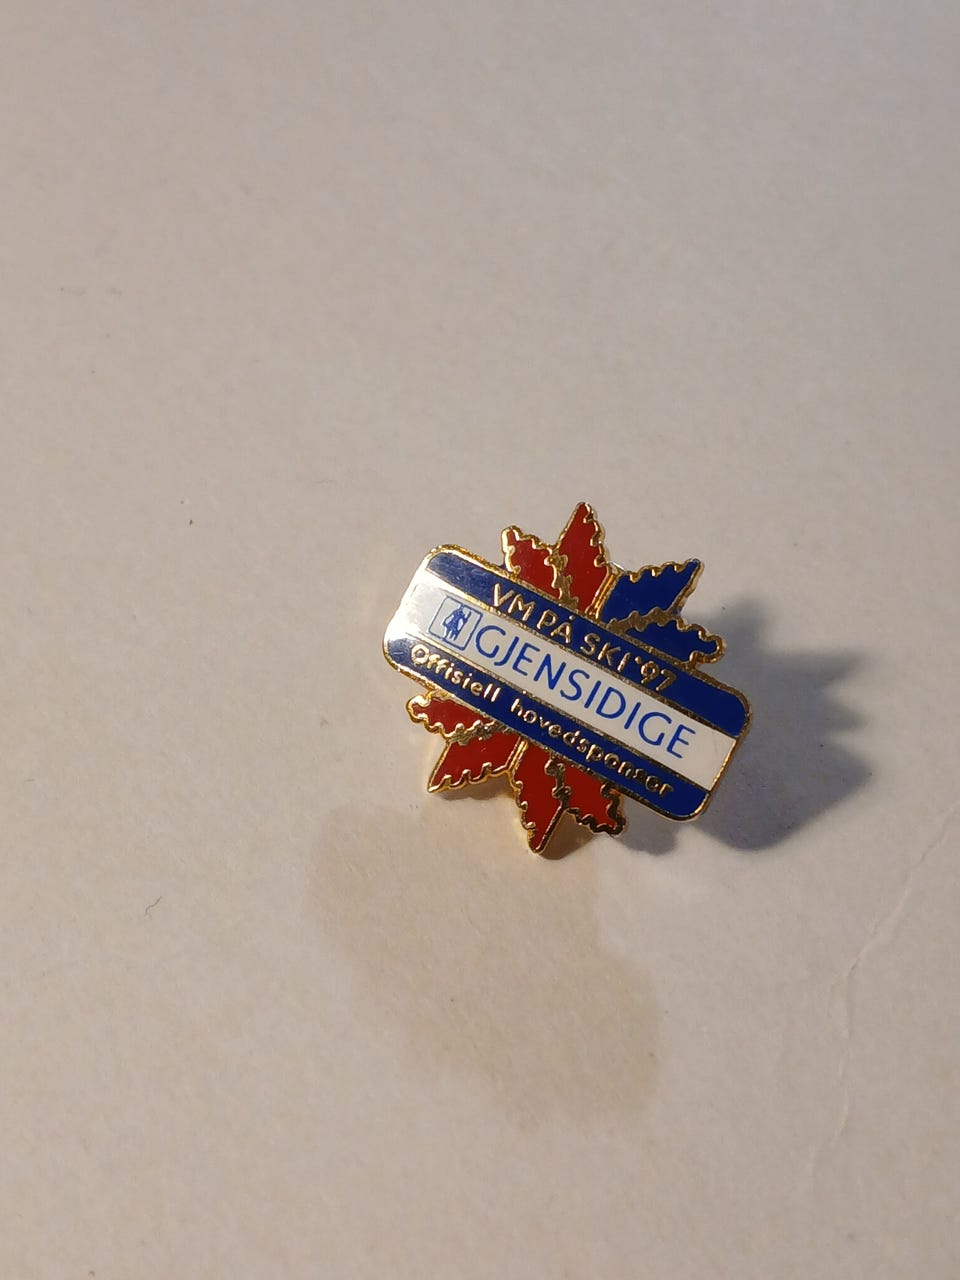 VM PÅ SKI '97
GJENSIDIGE
Offisiell hovedsponsor